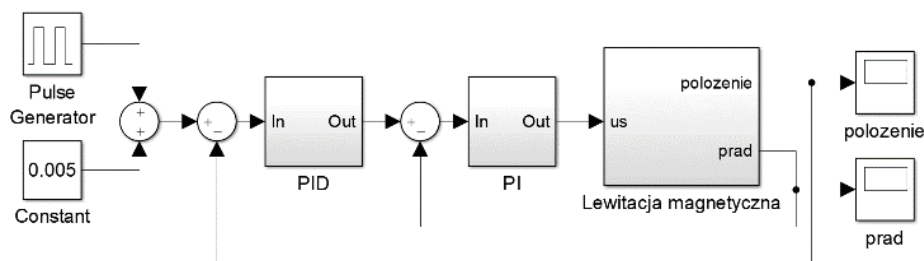 Pulse
Generator
0.005
Constant
+
+
+
−
In Out
PID
+
−
In Out
PI
polozenie
us
prad
Lewitacja magnetyczna
polozenie
prad